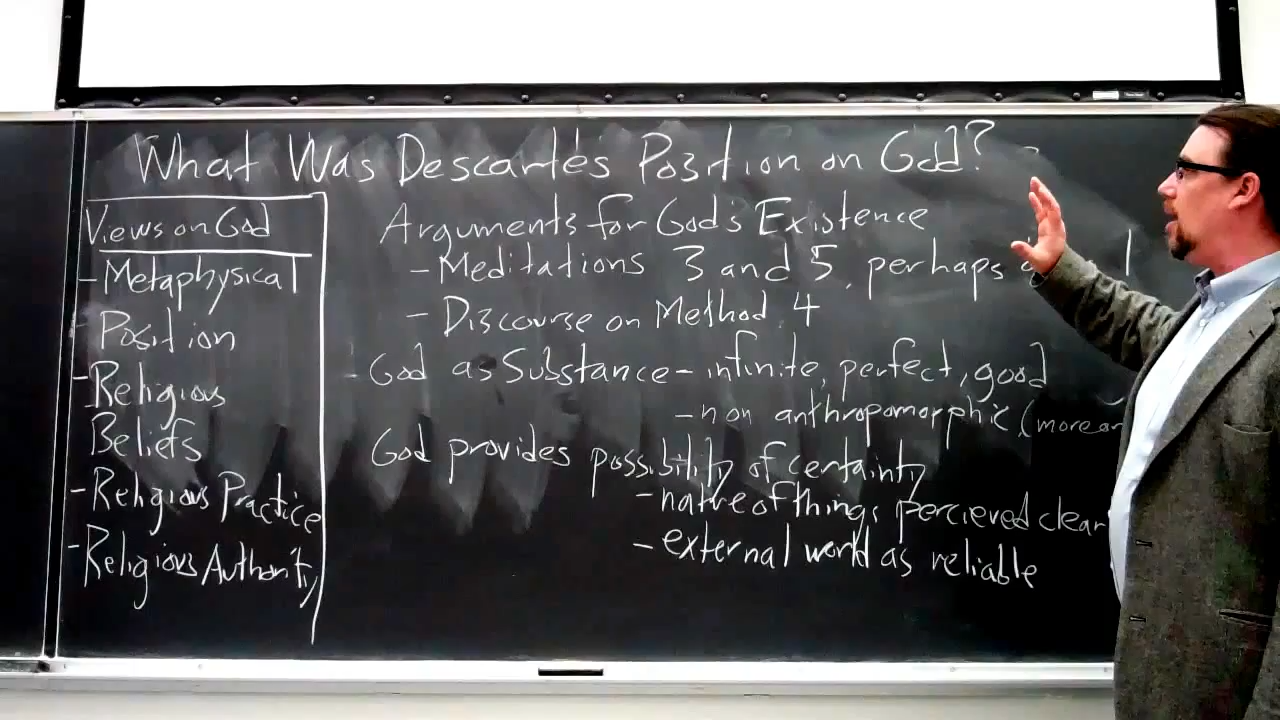 What Was Descarte's Position on God?
Views on God
- Metaphysical
Position
- Religious
Beliefs
- Religious Practice
- Religious Authority
Arguments for God's Existence
- Meditations 3 and 5, perhaps
- Discourse on Method 4
God as Substance - infinite, perfect, good
- non anthropomorphic (more
God provides possibility of certainty
- nature of things percieved clear
- external world as reliable